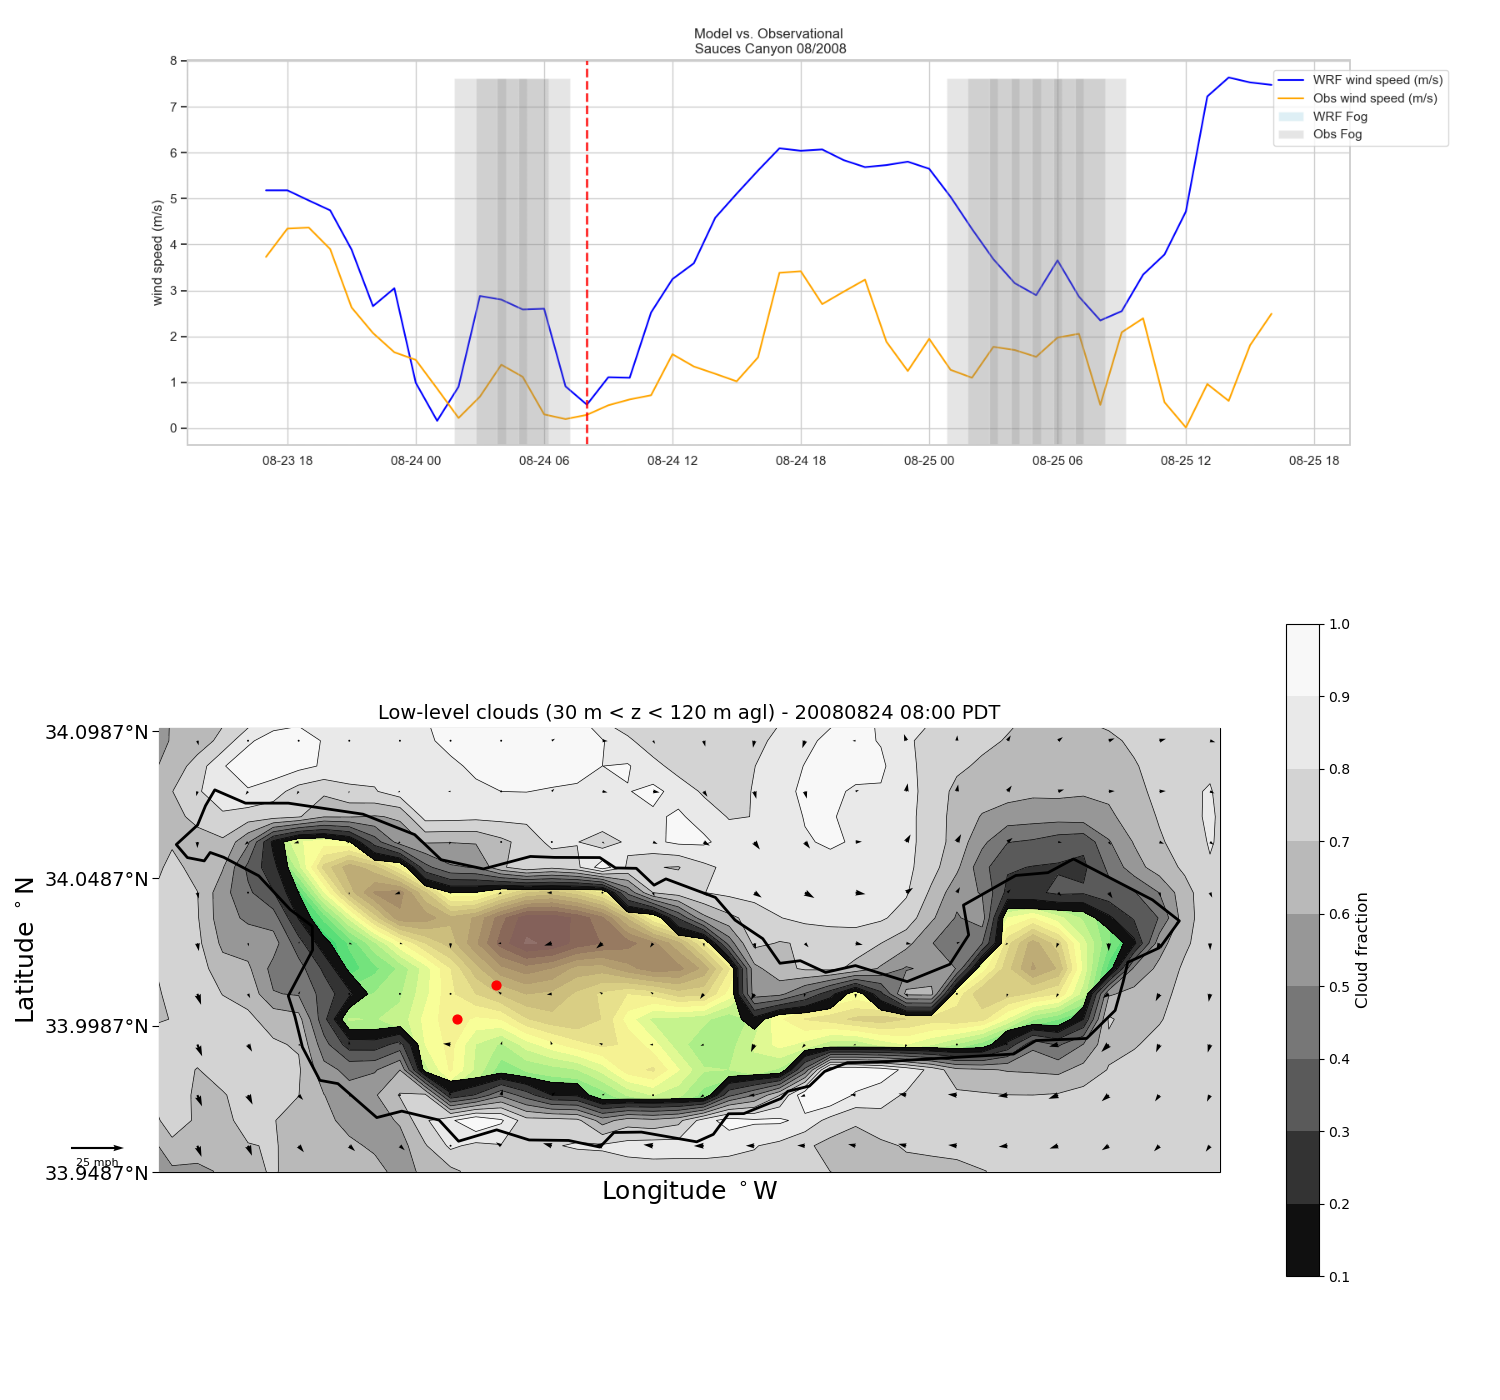 Model vs. Observational
Sauces Canyon 08/2008
8
7
6
5
4
3
2
1
0
wind speed (m/s)
WRF wind speed (m/s)
Obs wind speed (m/s)
WRF Fog
Obs Fog
08-23 18
08-24 00
08-24 06
08-24 12
08-24 18
08-25 00
08-25 06
08-25 12
08-25 18
Low-level clouds (30 m < z < 120 m agl) - 20080824 08:00 PDT
34.0987°N
34.0487°N
33.9987°N
33.9487°N
Latitude °N
25 mph
Longitude °W
1.0
0.9
0.8
0.7
0.6
0.5
0.4
0.3
0.2
0.1
Cloud fraction